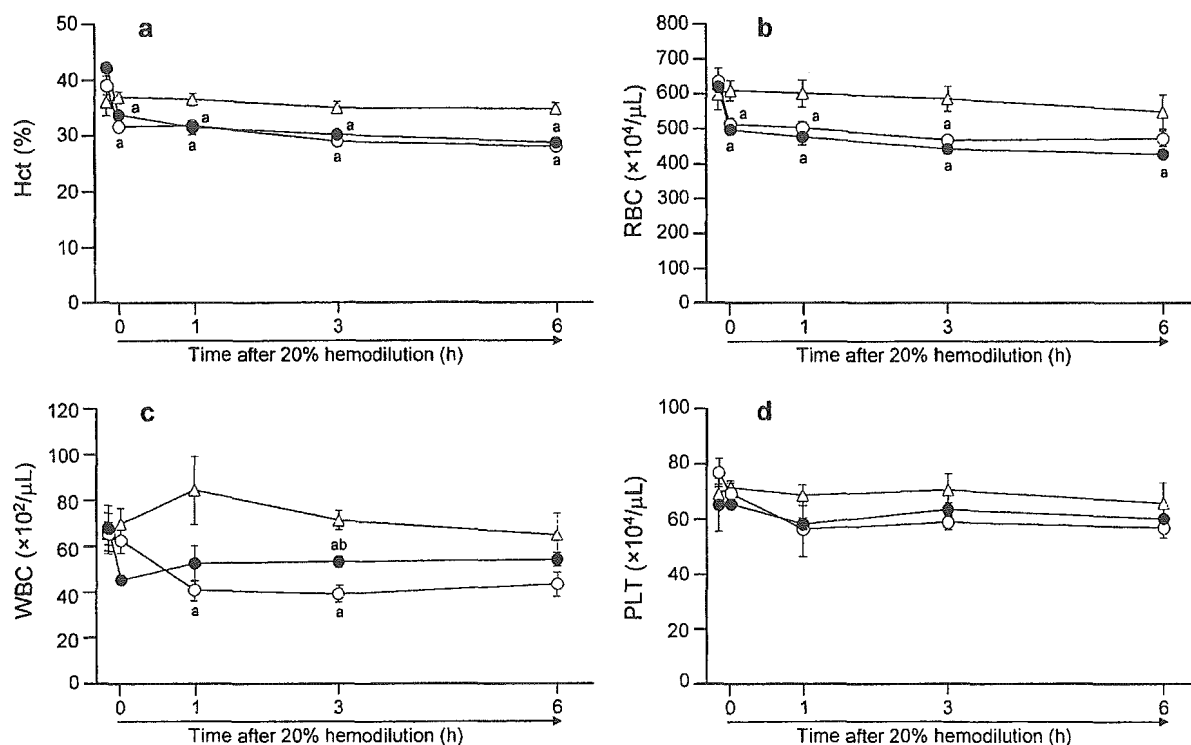 a
50
40
30
20
10
0
Hct (%)
a
a
a
a
a
a
a
a
0
1
3
6
Time after 20% hemodilution (h)
b
800
700
600
500
400
300
200
100
0
RBC (×10⁴/μL)
a
a
a
a
a
a
a
a
0
1
3
6
Time after 20% hemodilution (h)
c
120
100
80
60
40
20
0
WBC (×10²/μL)
ab
a
a
0
1
3
6
Time after 20% hemodilution (h)
d
100
80
60
40
20
0
PLT (×10⁴/μL)
0
1
3
6
Time after 20% hemodilution (h)